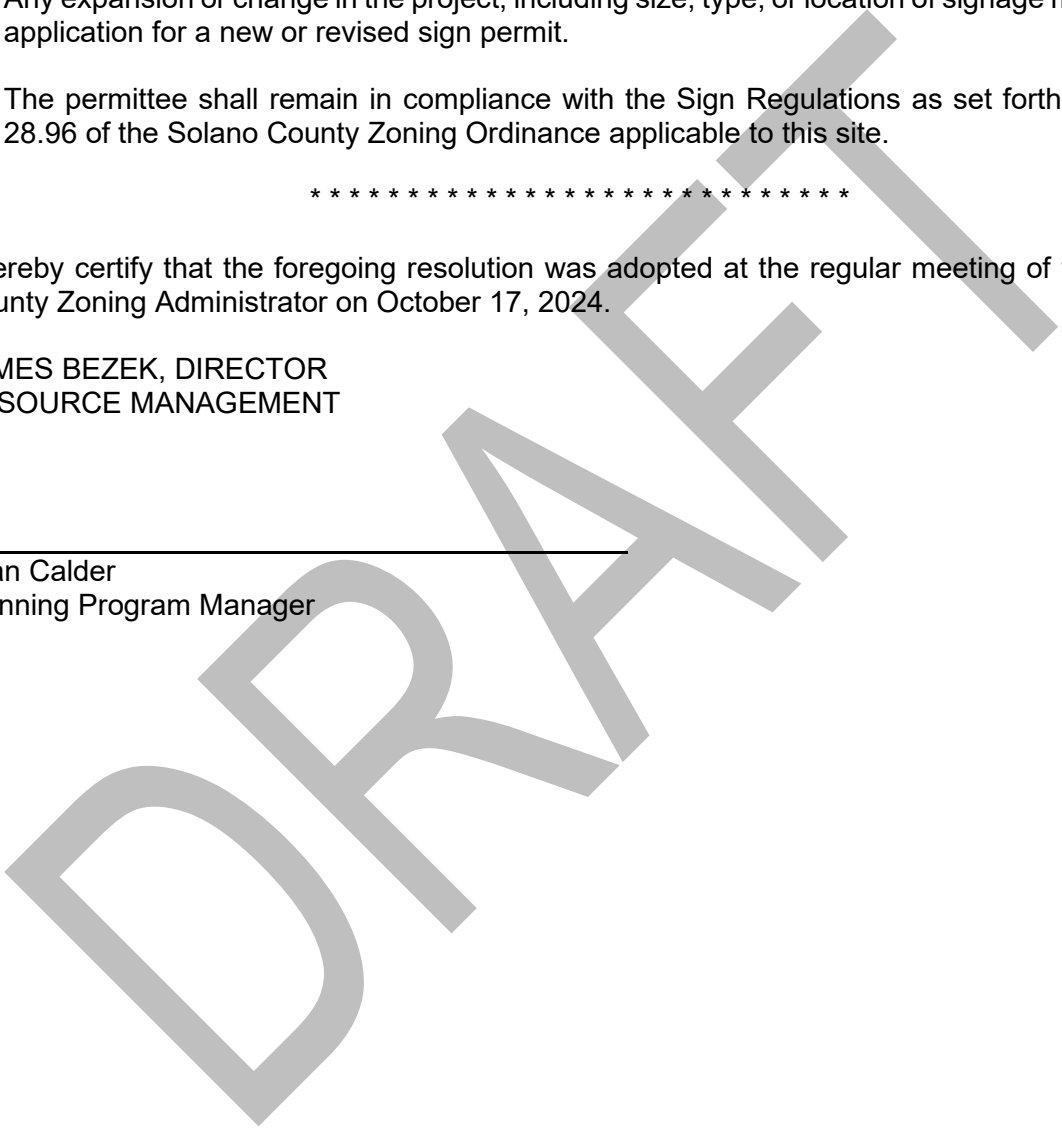 Any expansion or change in the project, including size, type, or location of signage
application for a new or revised sign permit.
The permittee shall remain in compliance with the Sign Regulations as set forth
28.96 of the Solano County Zoning Ordinance applicable to this site.
* * * * * * * * * * * * * * * * * * * * * * * * * * * *
ereby certify that the foregoing resolution was adopted at the regular meeting of
unty Zoning Administrator on October 17, 2024.
MES BEZEK, DIRECTOR
SOURCE MANAGEMENT
an Calder
nning Program Manager
DRAFT